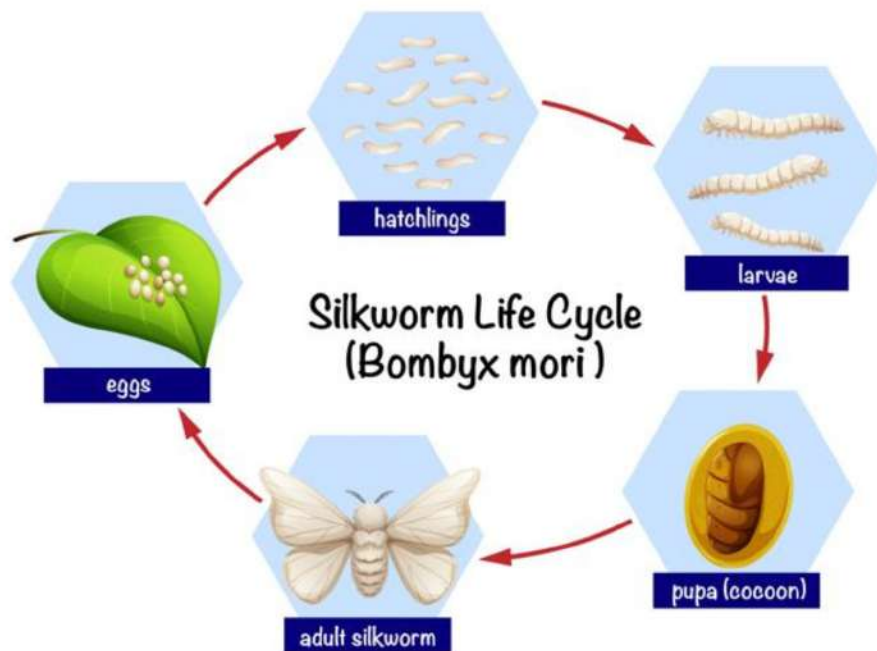 hatchlings
larvae
Silkworm Life Cycle
(Bombyx mori )
eggs
pupa (cocoon)
adult silkworm